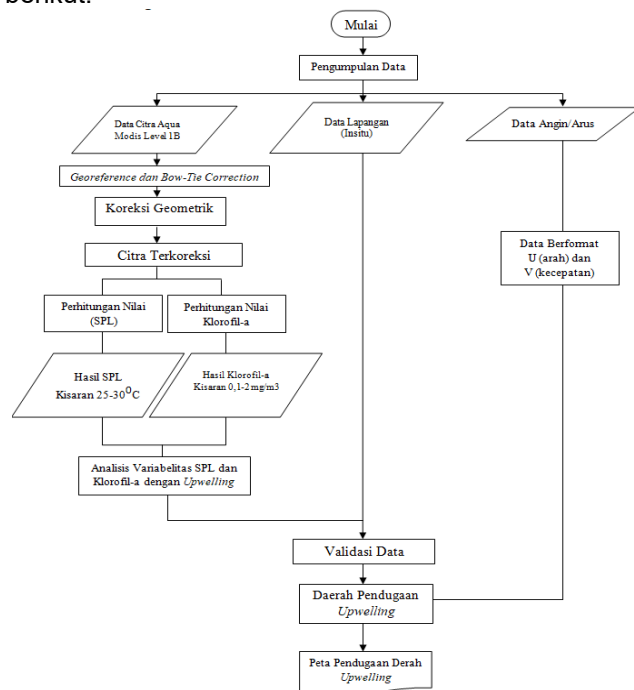 berikut:
Mulai
Pengumpulan Data
Data Citra Aqua
Modis Level 1B
Data Lapangan
(Insitu)
Data Angin/Arus
Georeference dan Bow-Tie Correction
Koreksi Geometrik
Citra Terkoreksi
Data Berformat
U (arah) dan
V (kecepatan)
Perhitungan Nilai
(SPL)
Perhitungan Nilai
Klorofil-a
Hasil SPL
Kisaran 25-30⁰C
Hasil Klorofil-a
Kisaran 0,1-2 mg/m3
Analisis Variabelitas SPL dan
Klorofil-a dengan Upwelling
Validasi Data
Daerah Pendugaan
Upwelling
Peta Pendugaan Derah
Upwelling